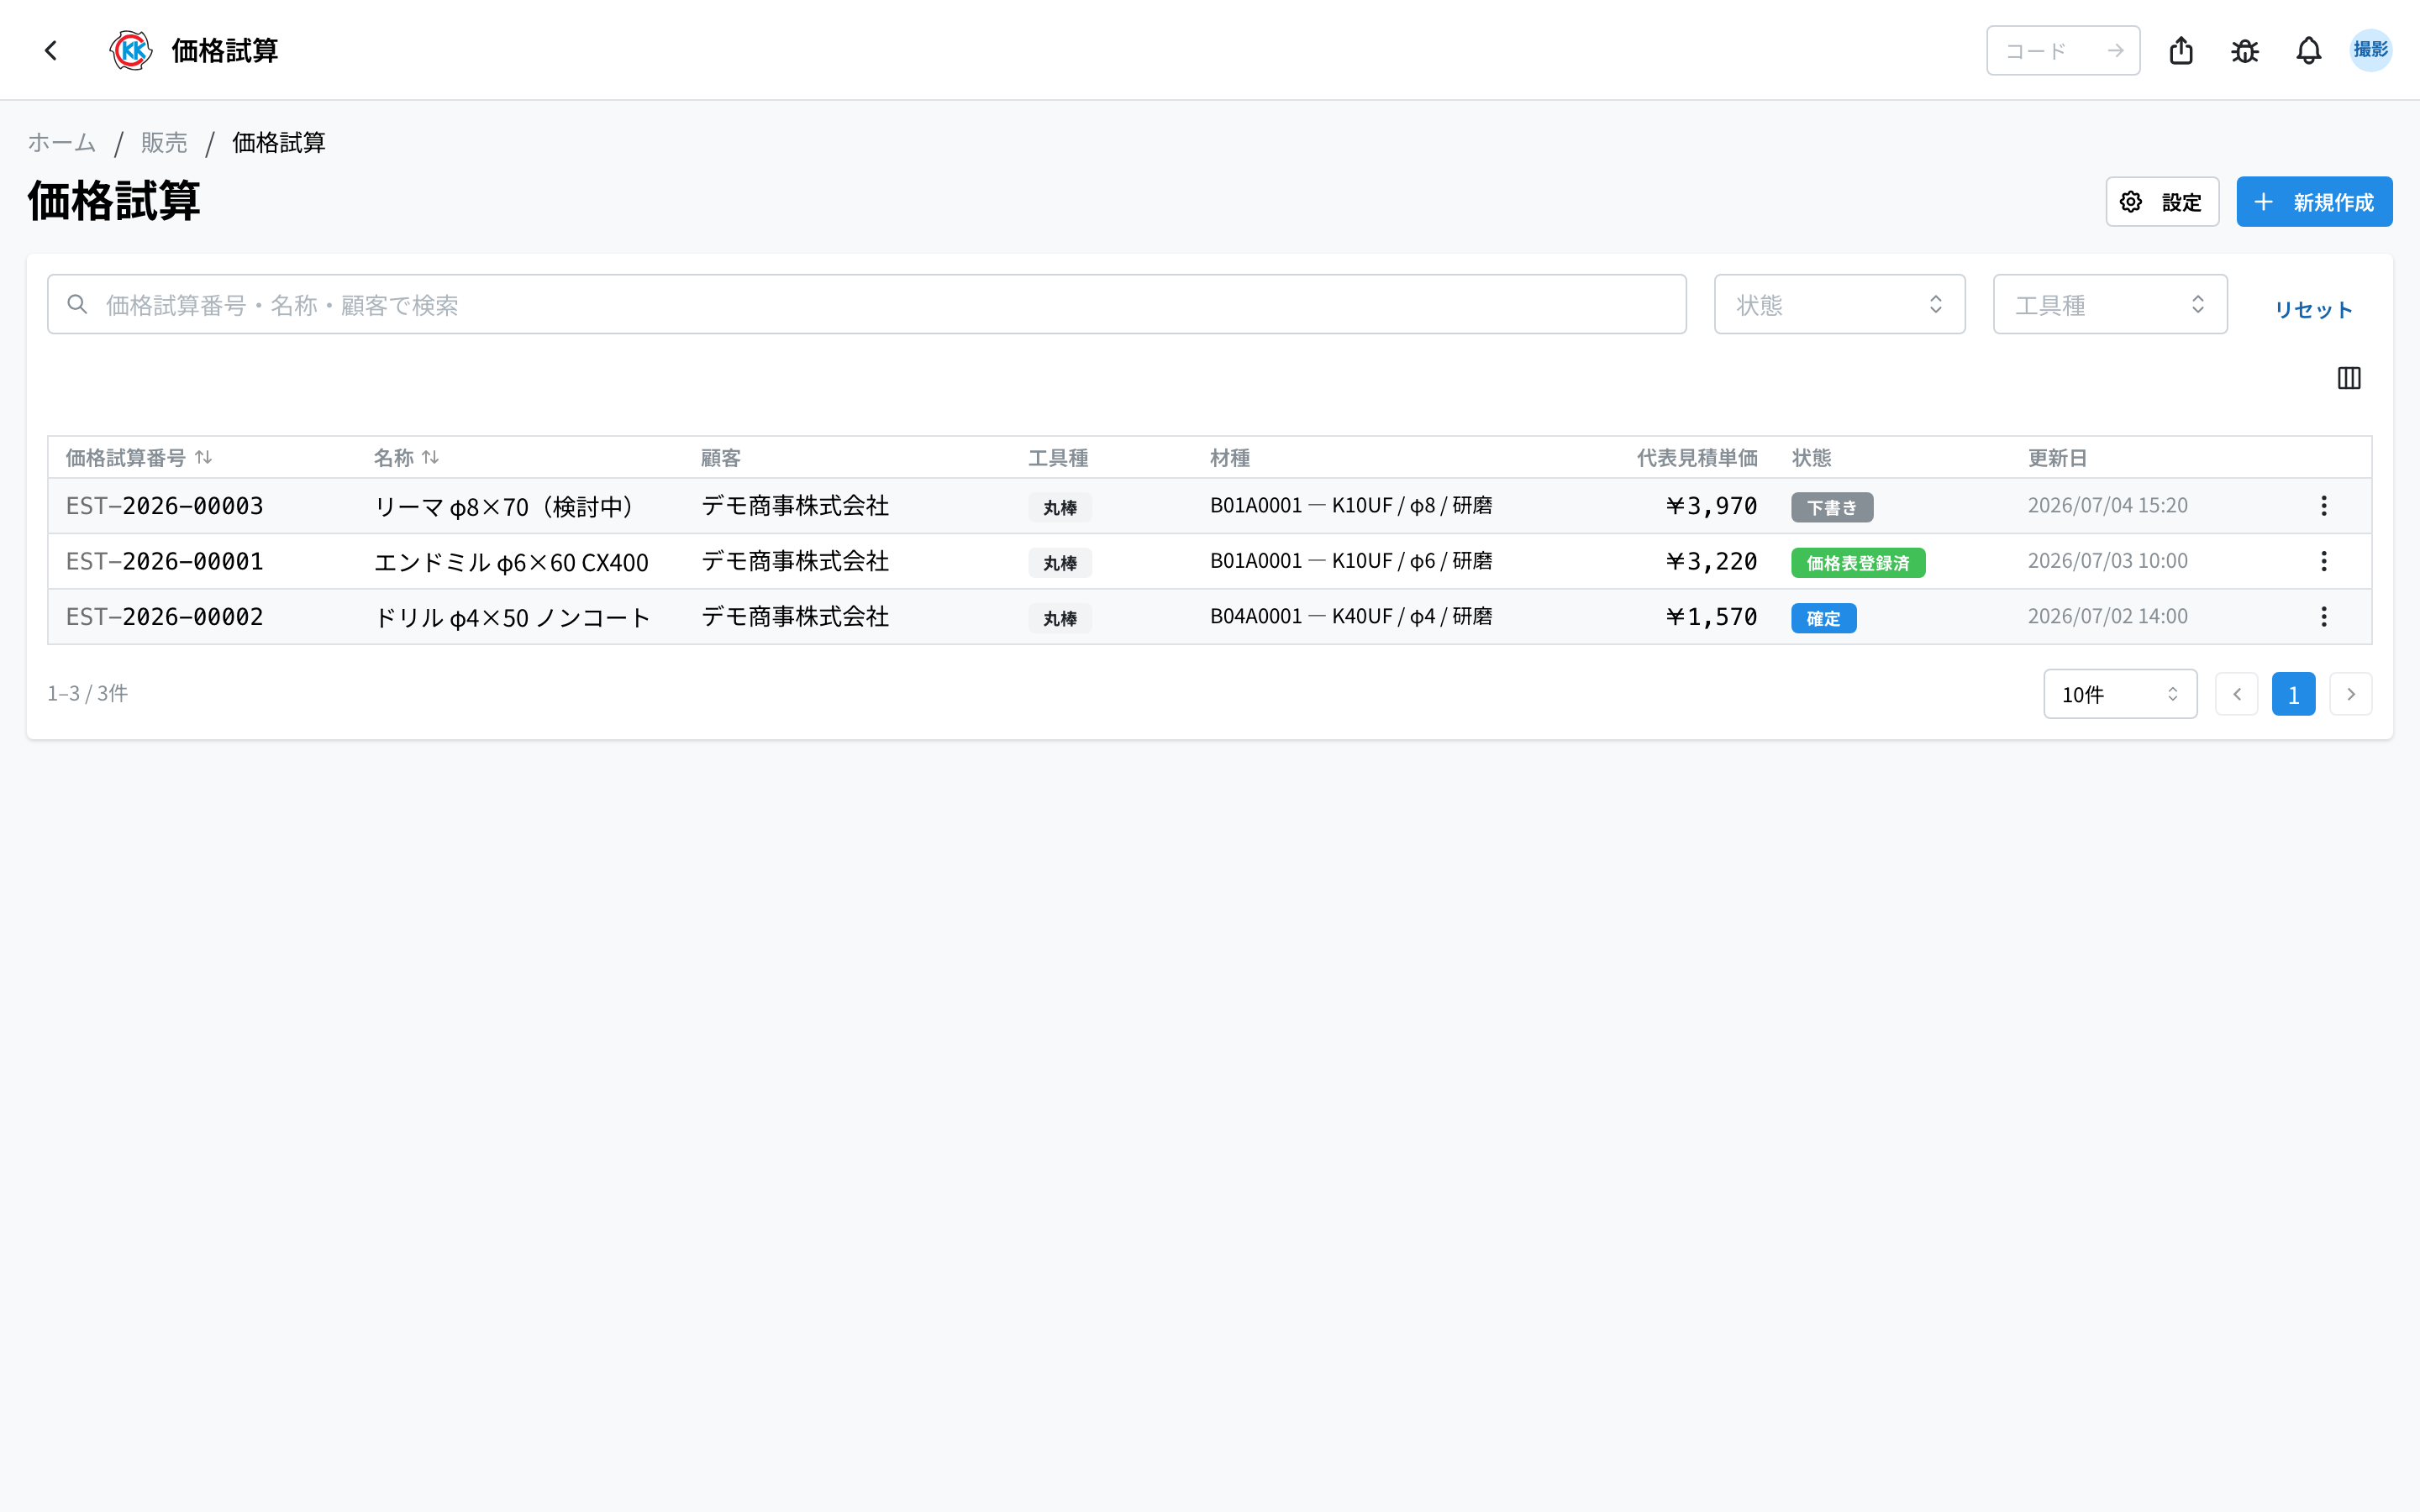 CKK 価格試算
コード
撮影
ホーム / 販売 / 価格試算
価格試算
設定
新規作成
価格試算番号・名称・顧客で検索
状態
工具種
リセット
価格試算番号 名称 顧客 工具種 材種 代表見積単価 状態 更新日
EST-2026-00003 リーマ φ8×70（検討中） デモ商事株式会社 丸棒 B01A0001 — K10UF / φ8 / 研磨 ¥3,970 下書き 2026/07/04 15:20
EST-2026-00001 エンドミル φ6×60 CX400 デモ商事株式会社 丸棒 B01A0001 — K10UF / φ6 / 研磨 ¥3,220 価格表登録済 2026/07/03 10:00
EST-2026-00002 ドリル φ4×50 ノンコート デモ商事株式会社 丸棒 B04A0001 — K40UF / φ4 / 研磨 ¥1,570 確定 2026/07/02 14:00
1–3 / 3件
10件
1